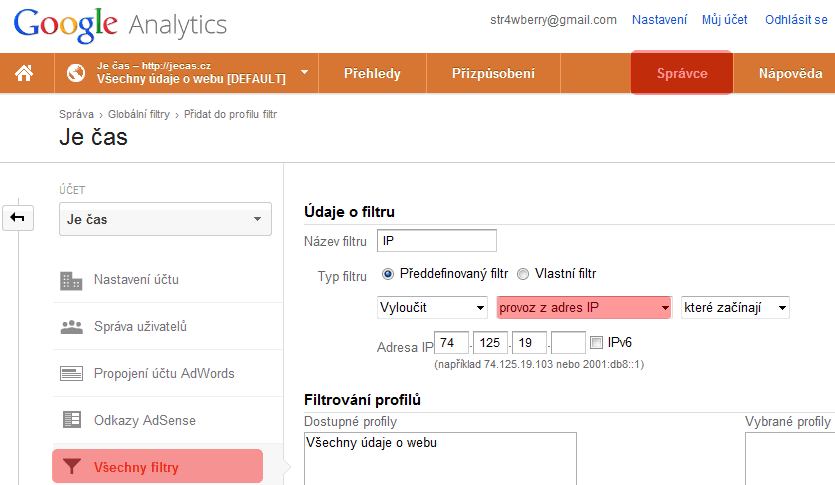 Google Analytics
str4wberry@gmail.com Nastavení Můj účet Odhlásit se
Je čas – http://jecas.cz
Všechny údaje o webu [DEFAULT]
Přehledy
Přizpůsobení
Správce
Nápověda
Správa › Globální filtry › Přidat do profilu filtr
Je čas
ÚČET
Je čas
Nastavení účtu
Správa uživatelů
Propojení účtu AdWords
Odkazy AdSense
Všechny filtry
Údaje o filtru
Název filtru IP
Typ filtru Předdefinovaný filtr Vlastní filtr
Vyloučit provoz z adres IP které začínají
Adresa IP 74 . 125 . 19 . IPv6
(například 74.125.19.103 nebo 2001:db8::1)
Filtrování profilů
Dostupné profily Vybrané profily
Všechny údaje o webu